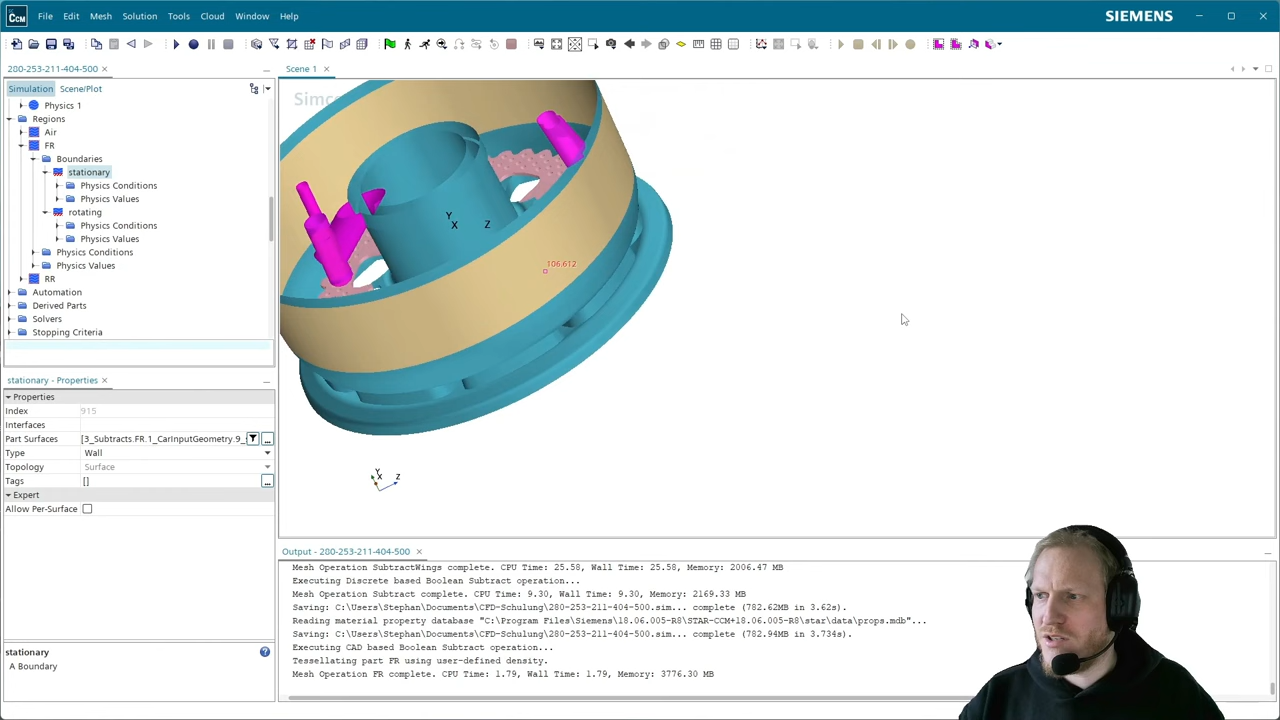 CCM File Edit Mesh Solution Tools Cloud Window Help SIEMENS
280-253-211-404-500
Scene 1
Simulation Scene/Plot
Simc
Physics 1
Regions
Air
FR
Boundaries
stationary
Physics Conditions
Physics Values
rotating
Physics Conditions
Physics Values
Physics Conditions
Physics Values
RR
Automation
Derived Parts
Solvers
Stopping Criteria
Y
X
Z
106.612
Y
X
Z
stationary - Properties
Properties
Index 915
Interfaces
Part Surfaces [3_Subtracts.FR.1_CarInputGeometry.9_ ...
Type Wall
Topology Surface
Tags [] ...
Expert
Allow Per-Surface
stationary
A Boundary
Output - 280-253-211-404-500
Mesh Operation SubtractWings complete. CPU Time: 25.58, Wall Time: 25.58, Memory: 2006.47 MB
Executing Discrete based Boolean Subtract operation...
Mesh Operation Subtract complete. CPU Time: 9.30, Wall Time: 9.30, Memory: 2169.33 MB
Saving: C:\Users\Stephan\Documents\CFD-Schulung\280-253-211-404-500.sim... complete (782.62MB in 3.62s).
Reading material property database "C:\Program Files\Siemens\18.06.005-R8\STAR-CCM+18.06.005-R8\star\data\props.mdb"...
Saving: C:\Users\Stephan\Documents\CFD-Schulung\280-253-211-404-500.sim... complete (782.94MB in 3.734s).
Executing CAD based Boolean Subtract operation...
Tessellating part FR using user-defined density.
Mesh Operation FR complete. CPU Time: 1.79, Wall Time: 1.79, Memory: 3776.30 MB